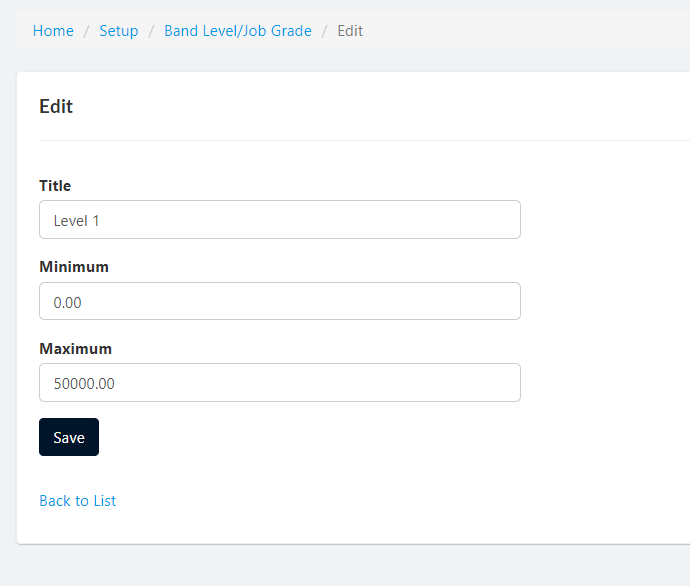 Home / Setup / Band Level/Job Grade / Edit
Edit
Title
Level 1
Minimum
0.00
Maximum
50000.00
Save
Back to List